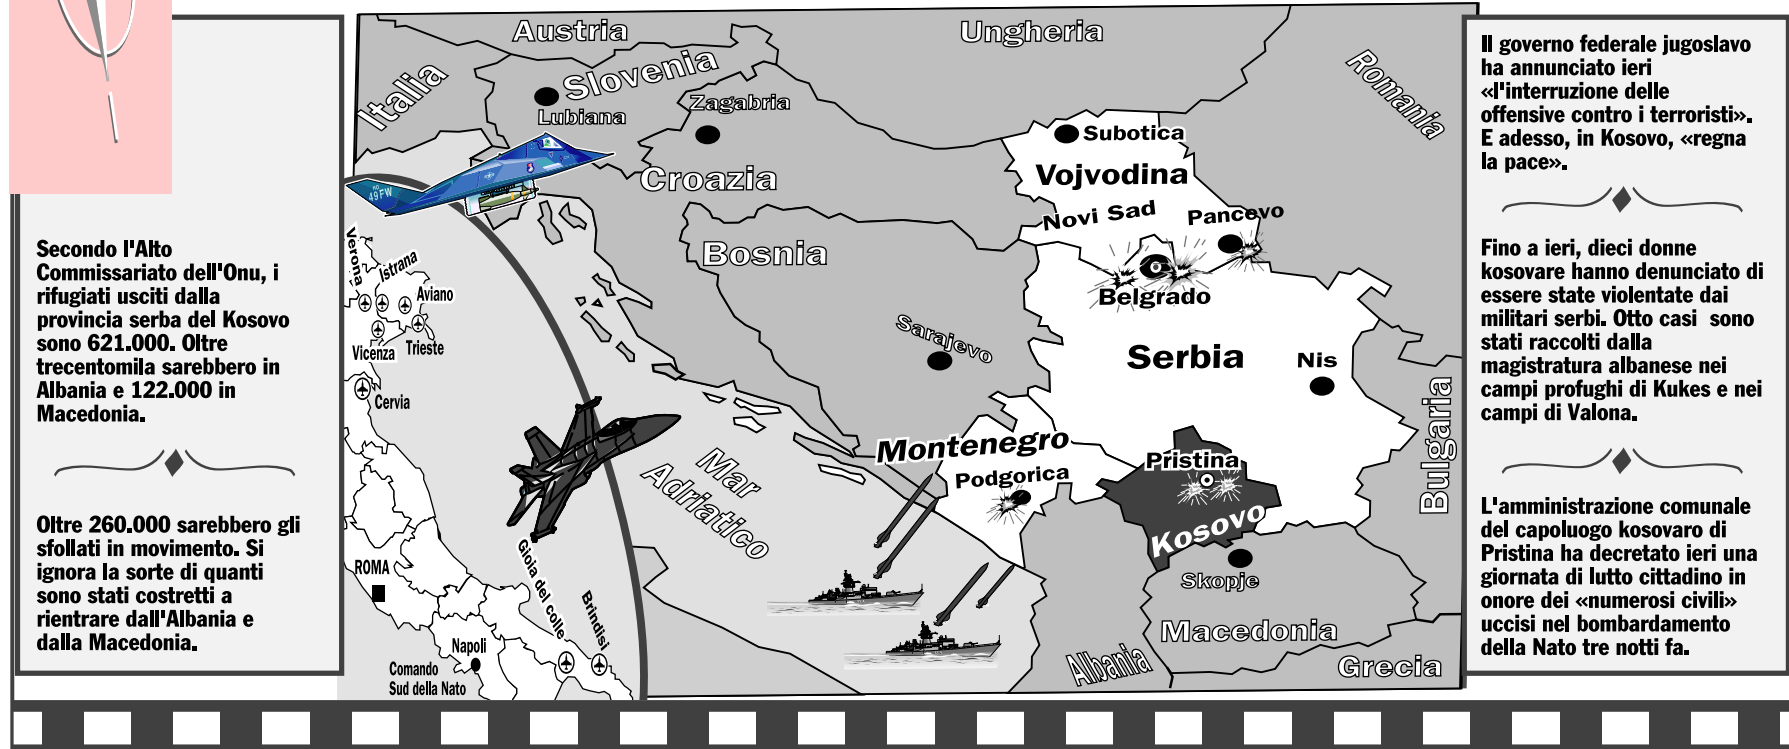 Secondo l'Alto
Commissariato dell'Onu, i
rifugiati usciti dalla
provincia serba del Kosovo
sono 621.000. Oltre
trecentomila sarebbero in
Albania e 122.000 in
Macedonia.
Oltre 260.000 sarebbero gli
sfollati in movimento. Si
ignora la sorte di quanti
sono stati costretti a
rientrare dall'Albania e
dalla Macedonia.
Austria
Ungheria
Italia
Slovenia
Romania
Lubiana
Zagabria
Subotica
49FW
Croazia
Vojvodina
Novi Sad
Pancevo
Bosnia
Belgrado
Verona
Istrana
Aviano
Vicenza
Trieste
Cervia
Sarajevo
Serbia
Nis
Bulgaria
Montenegro
Podgorica
Pristina
Kosovo
Mar
Adriatico
ROMA
Gioia del colle
Brindisi
Napoli
Comando
Sud della Nato
Skopje
Macedonia
Albania
Grecia
Il governo federale jugoslavo
ha annunciato ieri
«l'interruzione delle
offensive contro i terroristi».
E adesso, in Kosovo, «regna
la pace».
Fino a ieri, dieci donne
kosovare hanno denunciato di
essere state violentate dai
militari serbi. Otto casi sono
stati raccolti dalla
magistratura albanese nei
campi profughi di Kukes e nei
campi di Valona.
L'amministrazione comunale
del capoluogo kosovaro di
Pristina ha decretato ieri una
giornata di lutto cittadino in
onore dei «numerosi civili»
uccisi nel bombardamento
della Nato tre notti fa.